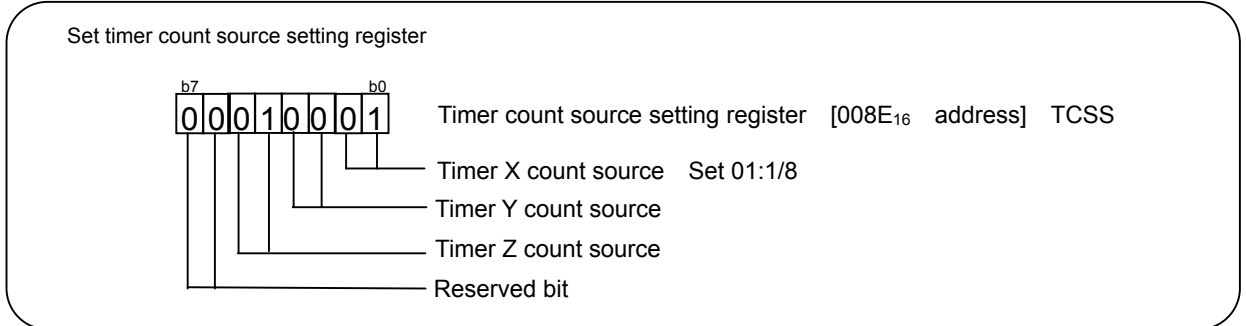 Set timer count source setting register
b7 b0
0 0 0 1 0 0 0 1 Timer count source setting register [008E₁₆ address] TCSS
Timer X count source Set 01:1/8
Timer Y count source
Timer Z count source
Reserved bit